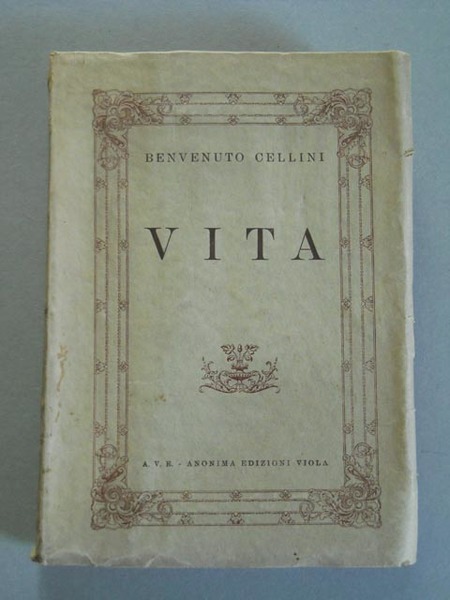 BENVENUTO CELLINI
VITA
A. V. E. - ANONIMA EDIZIONI VIOLA